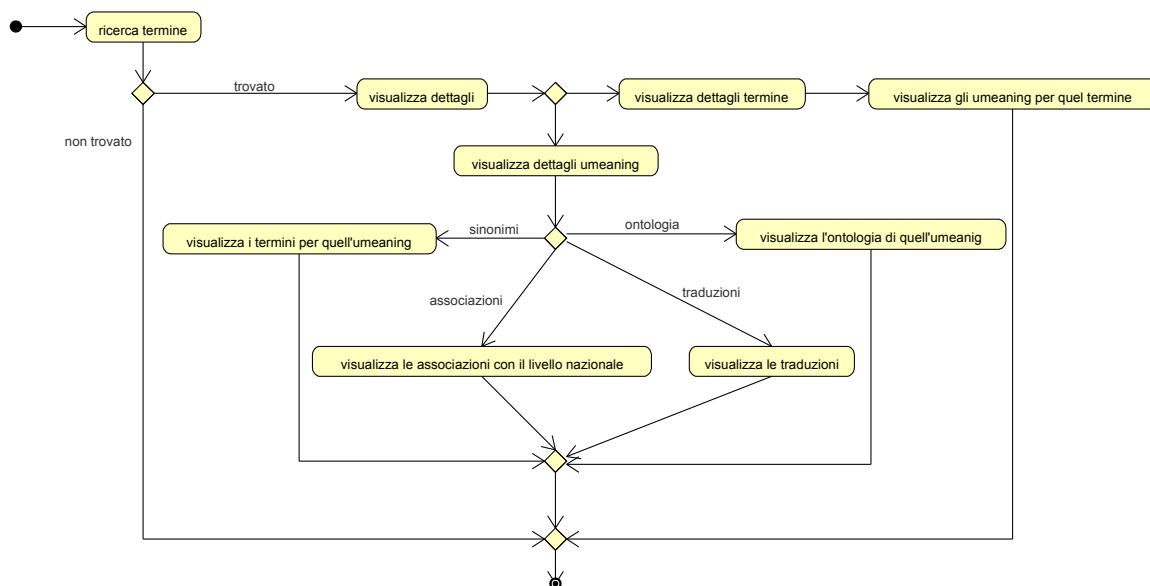 ricerca termine
trovato
visualizza dettagli
visualizza dettagli termine
visualizza gli umeaning per quel termine
non trovato
visualizza dettagli umeaning
sinonimi
ontologia
visualizza i termini per quell'umeaning
visualizza l'ontologia di quell'umeanig
associazioni
traduzioni
visualizza le associazioni con il livello nazionale
visualizza le traduzioni